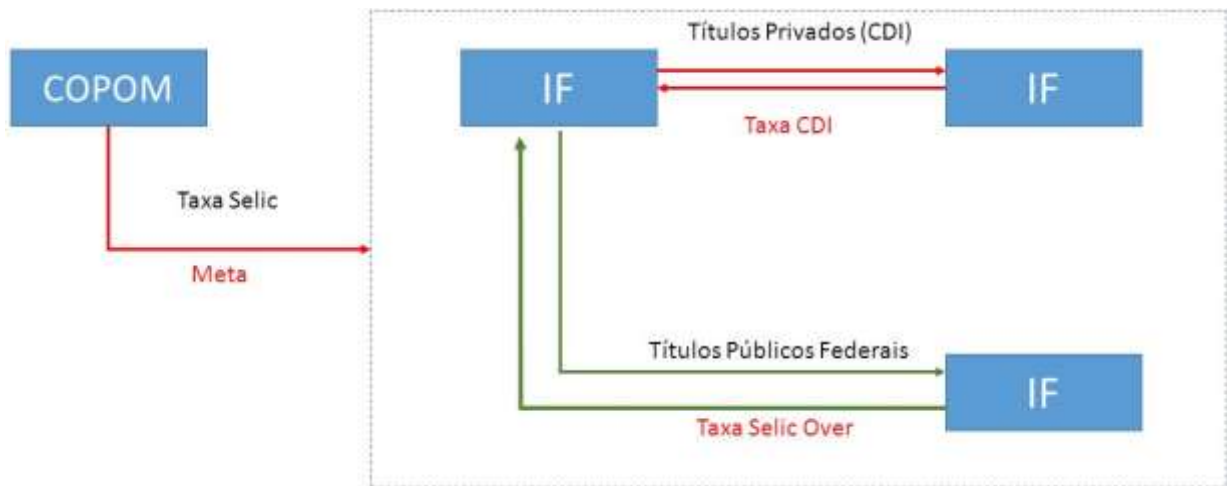 Títulos Privados (CDI)
COPOM
IF
IF
Taxa CDI
Taxa Selic
Meta
Títulos Públicos Federais
IF
Taxa Selic Over